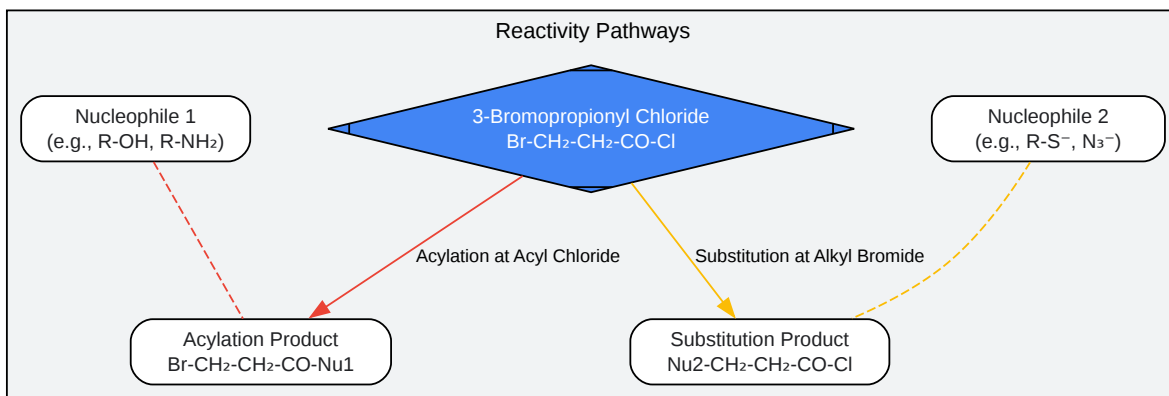 Reactivity Pathways
Nucleophile 1
(e.g., R-OH, R-NH₂)
3-Bromopropionyl Chloride
Br-CH₂-CH₂-CO-Cl
Nucleophile 2
(e.g., R-S⁻, N₃⁻)
Acylation at Acyl Chloride
Substitution at Alkyl Bromide
Acylation Product
Br-CH₂-CH₂-CO-Nu1
Substitution Product
Nu2-CH₂-CH₂-CO-Cl